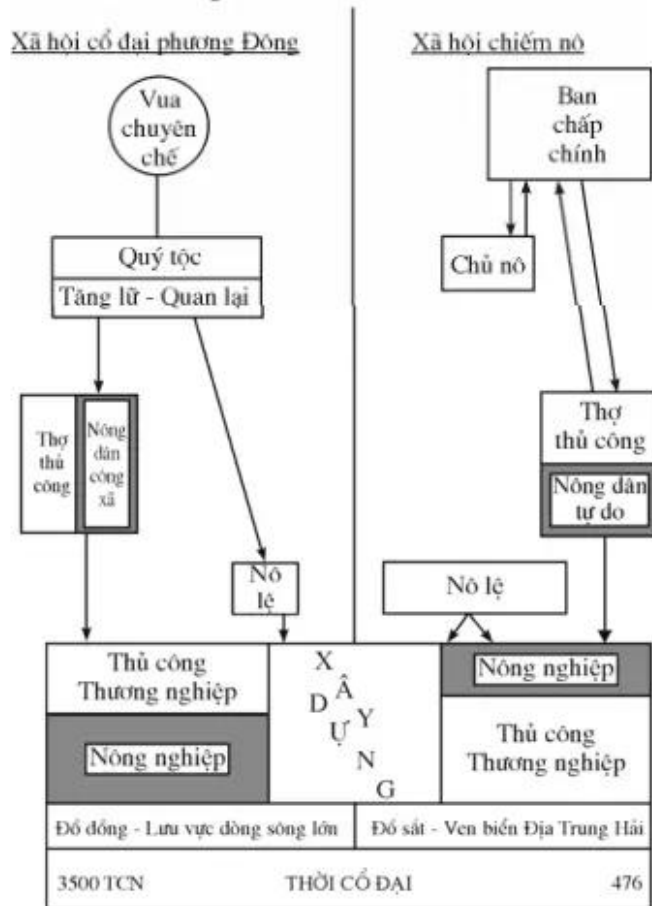 Xã hội cổ đại phương Đông
Vua
chuyên
chế
Quý tộc
Tăng lữ - Quan lại
Thợ
thủ
công
Nông
dân
công
xã
Nô
lệ
Xã hội chiếm nô
Ban
chấp
chính
Chủ nô
Thợ
thủ công
Nông dân
tự do
Nô lệ
Thủ công
Thương nghiệp
Nông nghiệp
XÂY
DỰNG
Nông nghiệp
Thủ công
Thương nghiệp
Đồ đồng - Lưu vực dòng sông lớn
Đồ sắt - Ven biển Địa Trung Hải
3500 TCN THỜI CỔ ĐẠI 476